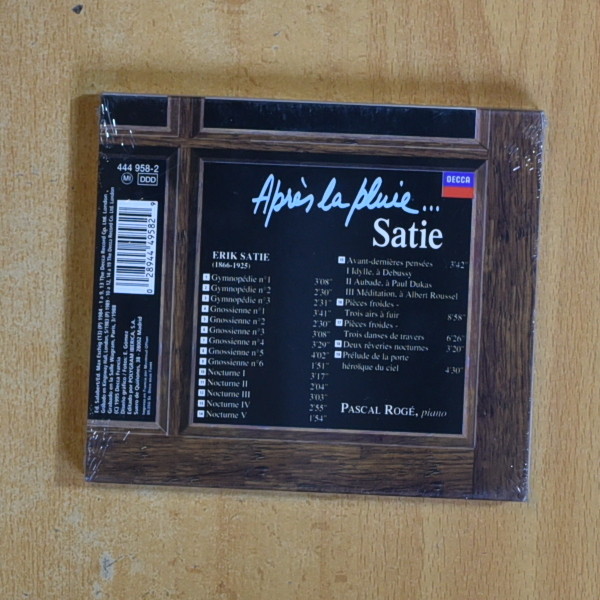 444 958-2
MI DDD
0 28944 49582 9
DECCA
Après la pluie...
Satie
ERIK SATIE
(1866-1925)
Gymnopédie n°1 3'08"
Gymnopédie n°2 2'30"
Gymnopédie n°3 2'31"
Gnossienne n°1 3'41"
Gnossienne n°2 2'30"
Gnossienne n°3 3'08"
Gnossienne n°4 3'29"
Gnossienne n°5 4'02"
Gnossienne n°6 1'51"
Nocturne I 3'17"
Nocturne II 2'04"
Nocturne III 3'03"
Nocturne IV 2'55"
Nocturne V 1'54"
Avant-dernières pensées 3'42"
I Idylle, à Debussy
II Aubade, à Paul Dukas
III Méditation, à Albert Roussel
Pièces froides -
Trois airs à fuir 8'58"
Pièces froides -
Trois danses de travers 6'26"
Deux rêveries nocturnes 3'20"
Prélude de la porte
héroïque du ciel 4'30"
PASCAL ROGÉ, piano